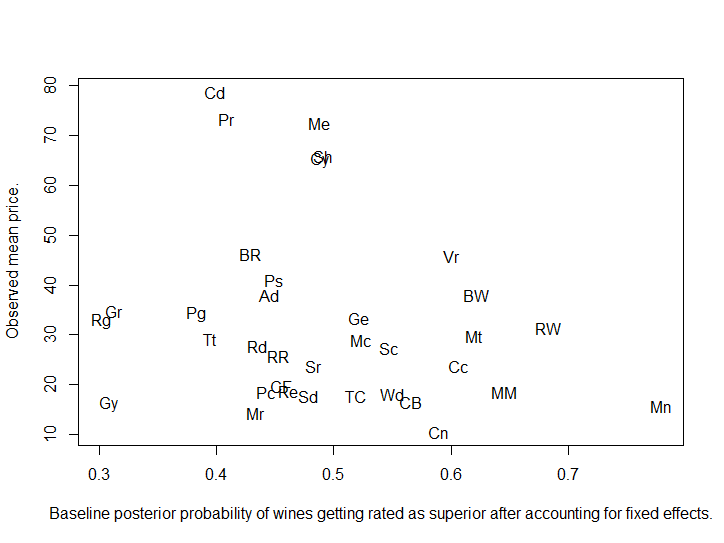 80
70
60
50
40
30
20
10
Observed mean price.
Cd
Pr
Me
Sh
Cy
BR
Vr
Ps
Ad
BW
Gr
Rg
Pg
Ge
RW
Tt
Mc
Mt
Rd
RR
Sc
Sr
Cc
CF
Pc
Re
Sd
TC
Wd
CB
MM
Gy
Mr
Mn
Cn
0.3 0.4 0.5 0.6 0.7
Baseline posterior probability of wines getting rated as superior after accounting for fixed effects.